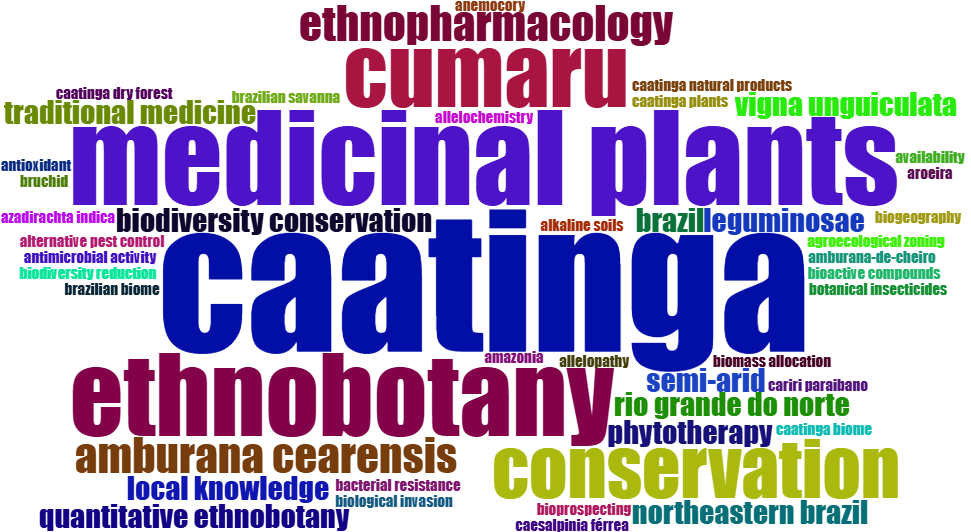 anemocory
ethnopharmacology
cumaru
caatinga dry forest
brazilian savanna
caatinga natural products
traditional medicine
caatinga plants
vigna unguiculata
allelochemistry
medicinal plants
antioxidant
bruchid
availability
aroeira
azadirachta indica
biodiversity conservation
alkaline soils
brazil
leguminosae
biogeography
caatinga
alternative pest control
antimicrobial activity
biodiversity reduction
brazilian biome
agroecological zoning
amburana-de-cheiro
bioactive compounds
botanical insecticides
amazonia
allelopathy
biomass allocation
ethnobotany
semi-arid
cariri paraibano
rio grande do norte
phytotherapy
caatinga biome
amburana cearensis
conservation
local knowledge
bacterial resistance
biological invasion
quantitative ethnobotany
bioprospecting
northeastern brazil
caesalpinia férrea